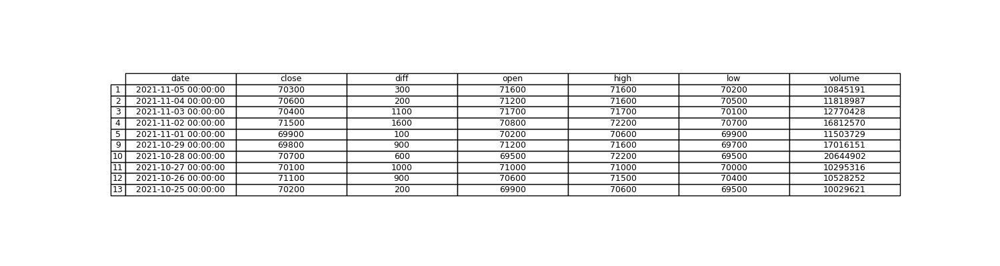 date close diff open high low volume
1 2021-11-05 00:00:00 70300 300 71600 71600 70200 10845191
2 2021-11-04 00:00:00 70600 200 71200 71600 70500 11818987
3 2021-11-03 00:00:00 70400 1100 71700 71700 70100 12770428
4 2021-11-02 00:00:00 71500 1600 70800 72200 70700 16812570
5 2021-11-01 00:00:00 69900 100 70200 70600 69900 11503729
9 2021-10-29 00:00:00 69800 900 71200 71600 69700 17016151
10 2021-10-28 00:00:00 70700 600 69500 72200 69500 20644902
11 2021-10-27 00:00:00 70100 1000 71000 71000 70000 10295316
12 2021-10-26 00:00:00 71100 900 70600 71500 70400 10528252
13 2021-10-25 00:00:00 70200 200 69900 70600 69500 10029621